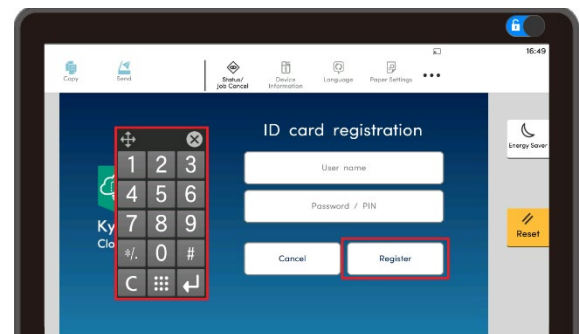 6
16:49
Copy
Send
Status/
Job Cancel
Device
Information
Language
Paper Settings
Energy Saver
ID card registration
User name
Password / PIN
Cancel
Register
Reset
1 2 3
4 5 6
7 8 9
*/. 0 #
C
Ky
Clo